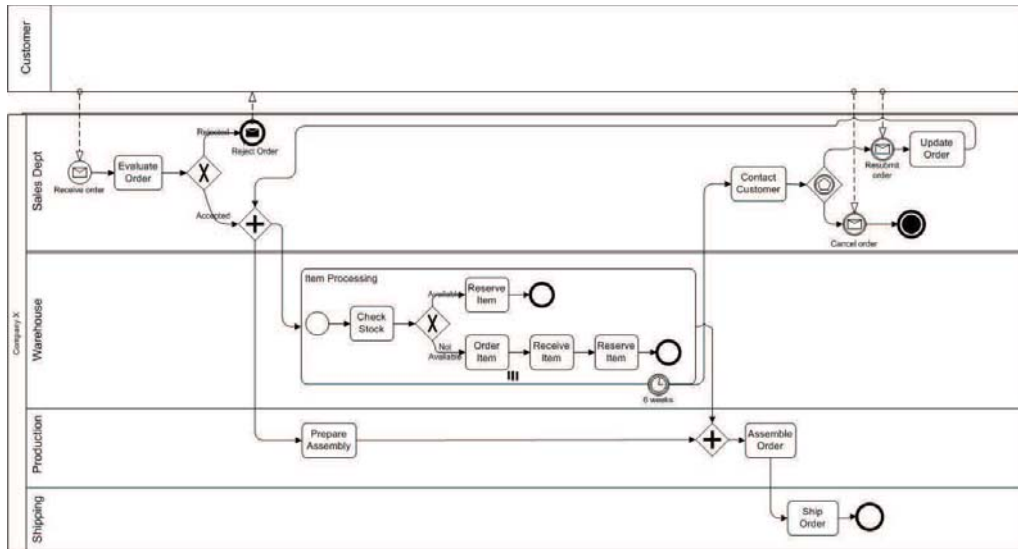 Customer
Company X
Sales Dept
Receive order
Evaluate
Order
Rejected
Accepted
Reject Order
Contact
Customer
Resubmit
order
Update
Order
Cancel order
Warehouse
Item Processing
Check
Stock
Available
Not
Available
Reserve
Item
Order
Item
Receive
Item
Reserve
Item
6 weeks
Production
Prepare
Assembly
Assemble
Order
Shipping
Ship
Order